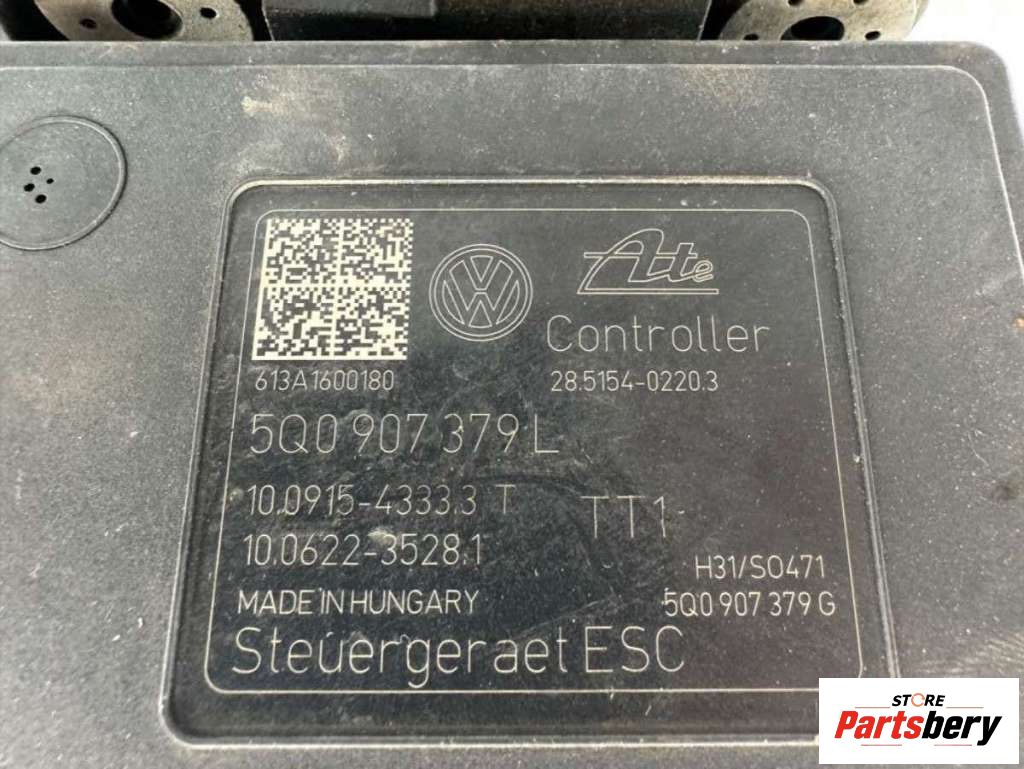 Ate
Controller
613A1600180
28.5154-0220.3
5Q0 907 379 L
10.0915-4333.3 T
TT1
10.0622-3528.1
H31/S0471
MADE IN HUNGARY
5Q0 907 379 G
Steuergeraet ESC
STORE
Partsbery